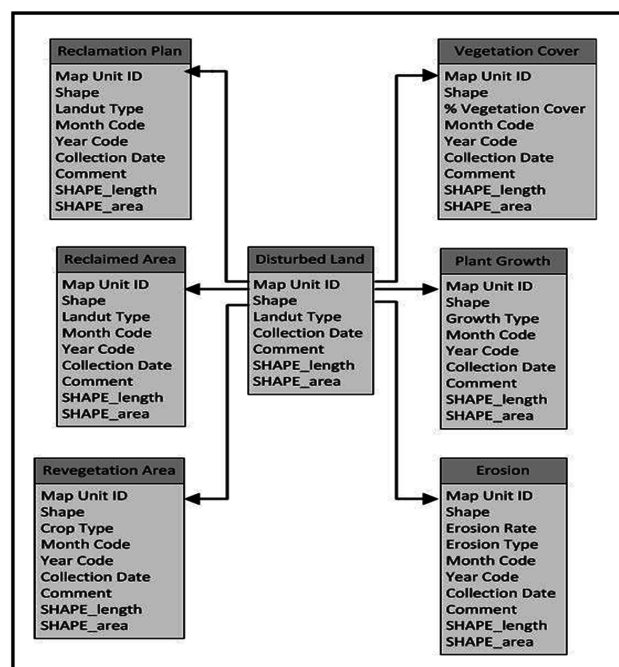 Reclamation Plan
Map Unit ID
Shape
Landut Type
Month Code
Year Code
Collection Date
Comment
SHAPE_length
SHAPE_area
Vegetation Cover
Map Unit ID
Shape
% Vegetation Cover
Month Code
Year Code
Collection Date
Comment
SHAPE_length
SHAPE_area
Reclaimed Area
Map Unit ID
Shape
Landut Type
Month Code
Year Code
Collection Date
Comment
SHAPE_length
SHAPE_area
Disturbed Land
Map Unit ID
Shape
Landut Type
Collection Date
Comment
SHAPE_length
SHAPE_area
Plant Growth
Map Unit ID
Shape
Growth Type
Month Code
Year Code
Collection Date
Comment
SHAPE_length
SHAPE_area
Revegetation Area
Map Unit ID
Shape
Crop Type
Month Code
Year Code
Collection Date
Comment
SHAPE_length
SHAPE_area
Erosion
Map Unit ID
Shape
Erosion Rate
Erosion Type
Month Code
Year Code
Collection Date
Comment
SHAPE_length
SHAPE_area